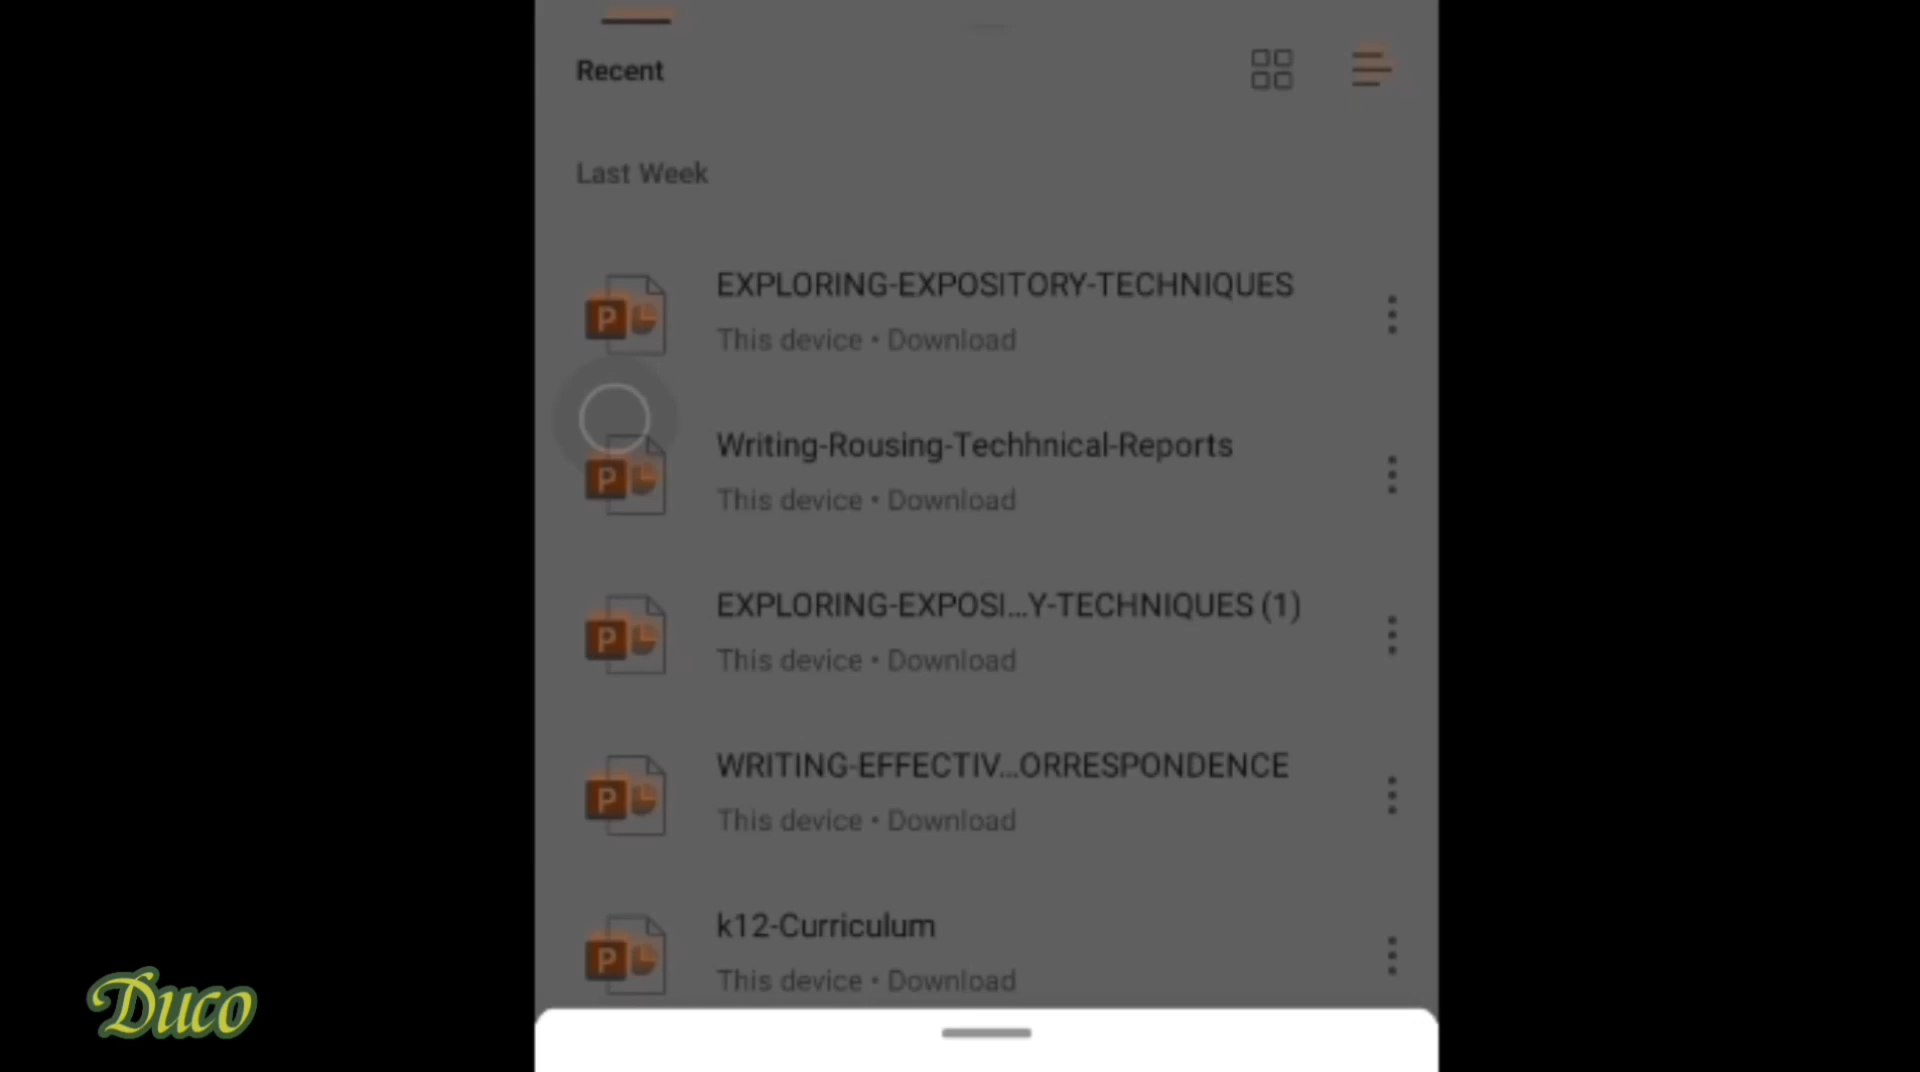 Recent
Last Week
EXPLORING-EXPOSITORY-TECHNIQUES
This device • Download
P
Writing-Rousing-Techhnical-Reports
This device • Download
P
EXPLORING-EXPOSI...Y-TECHNIQUES (1)
This device • Download
P
WRITING-EFFECTIV...ORRESPONDENCE
This device • Download
P
k12-Curriculum
This device • Download
P
Duco